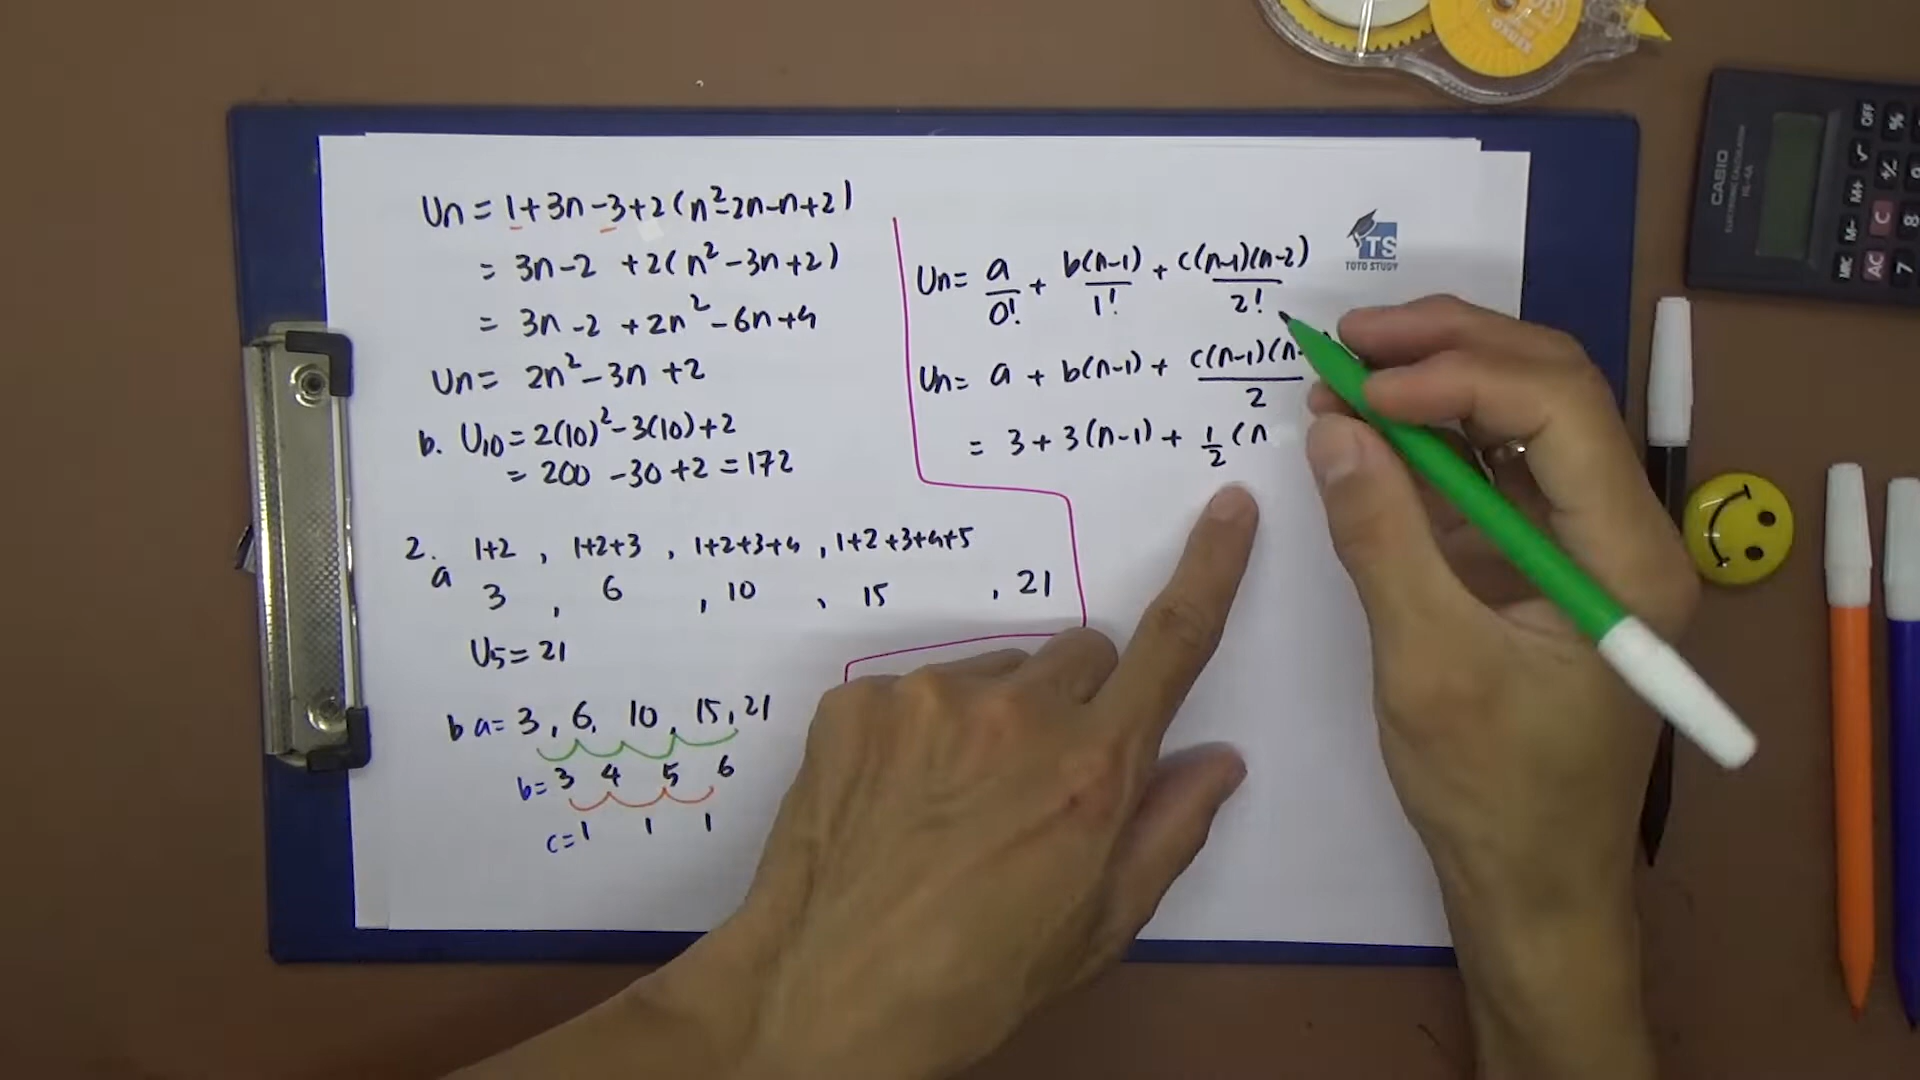 Un = 1+3n-3+2(n²-2n-n+2)
= 3n-2 +2(n²-3n+2)
= 3n-2 +2n²-6n+4
Un = 2n²-3n+2
b. U10 = 2(10)²-3(10)+2
= 200 -30 +2 = 172
2. 1+2 , 1+2+3 , 1+2+3+4 , 1+2+3+4+5
a 3 , 6 , 10 , 15 , 21
U5 = 21
b a= 3, 6, 10, 15, 21
b= 3 4 5 6
c= 1 1 1
Un= a/0! + b(n-1)/1! + c(n-1)(n-2)/2!
Un= a + b(n-1) + c(n-1)(n-/2
= 3+3(n-1) + 1/2 (n
TS
TOTO STUDY
CASIO
OFF
%
√
M+
+/-
M-
C
8
MRC
AC
7